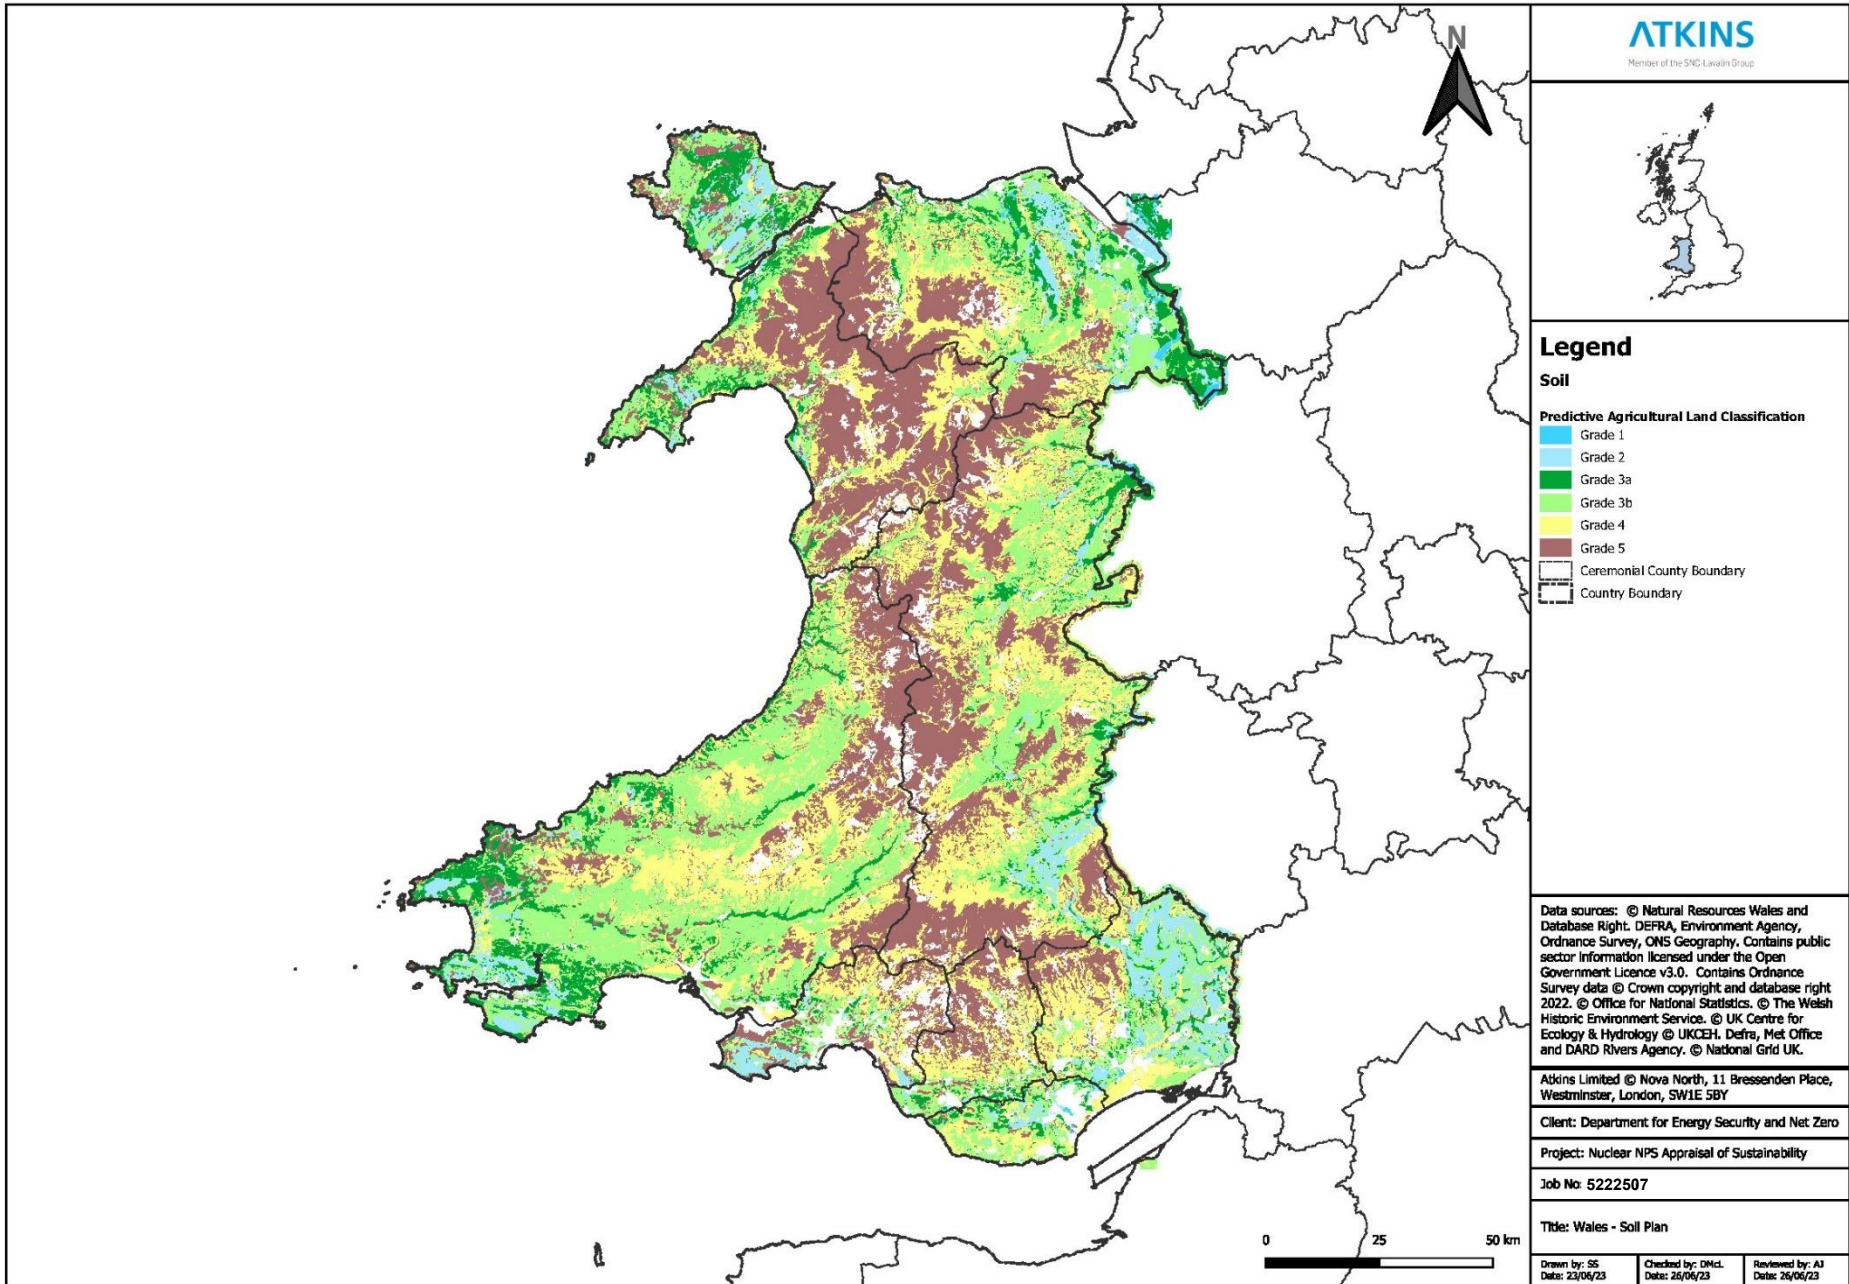 N
ATKINS
Member of the SNC-Lavalin Group
Legend
Soil
Predictive Agricultural Land Classification
Grade 1
Grade 2
Grade 3a
Grade 3b
Grade 4
Grade 5
Ceremonial County Boundary
Country Boundary
Data sources: © Natural Resources Wales and
Database Right. DEFRA, Environment Agency,
Ordnance Survey, ONS Geography. Contains public
sector information licensed under the Open
Government Licence v3.0. Contains Ordnance
Survey data © Crown copyright and database right
2022. © Office for National Statistics. © The Welsh
Historic Environment Service. © UK Centre for
Ecology & Hydrology © UKCEH. Defra, Met Office
and DARD Rivers Agency. © National Grid UK.
Atkins Limited © Nova North, 11 Bressenden Place,
Westminster, London, SW1E 5BY
Client: Department for Energy Security and Net Zero
Project: Nuclear NPS Appraisal of Sustainability
Job No: 5222507
Title: Wales - Soil Plan
0 25 50 km
Drawn by: SS
Date: 23/06/23
Checked by: DMcL
Date: 26/06/23
Reviewed by: AJ
Date: 26/06/23